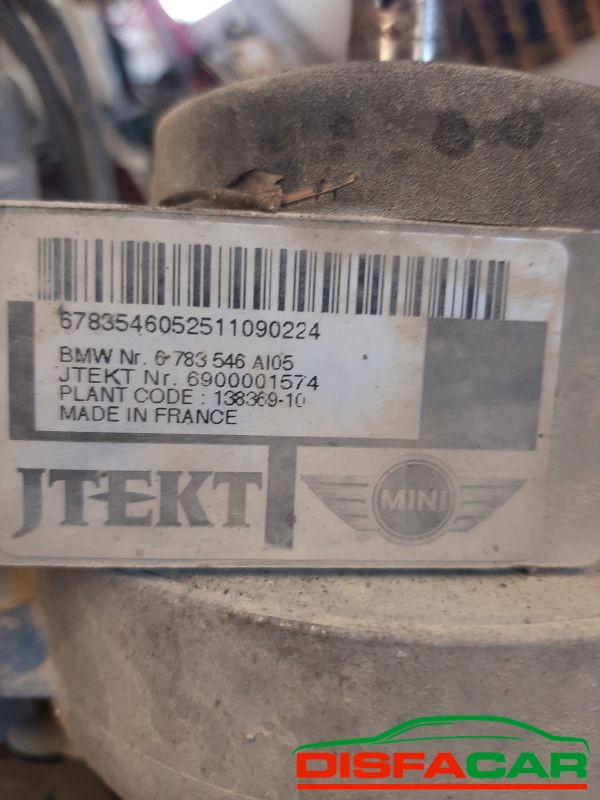 6783546052511090224
BMW Nr. 6-783 546 AI05
JTEKT Nr. 6900001574
PLANT CODE : 138369-10
MADE IN FRANCE
JTEKT
MINI
DISFACAR